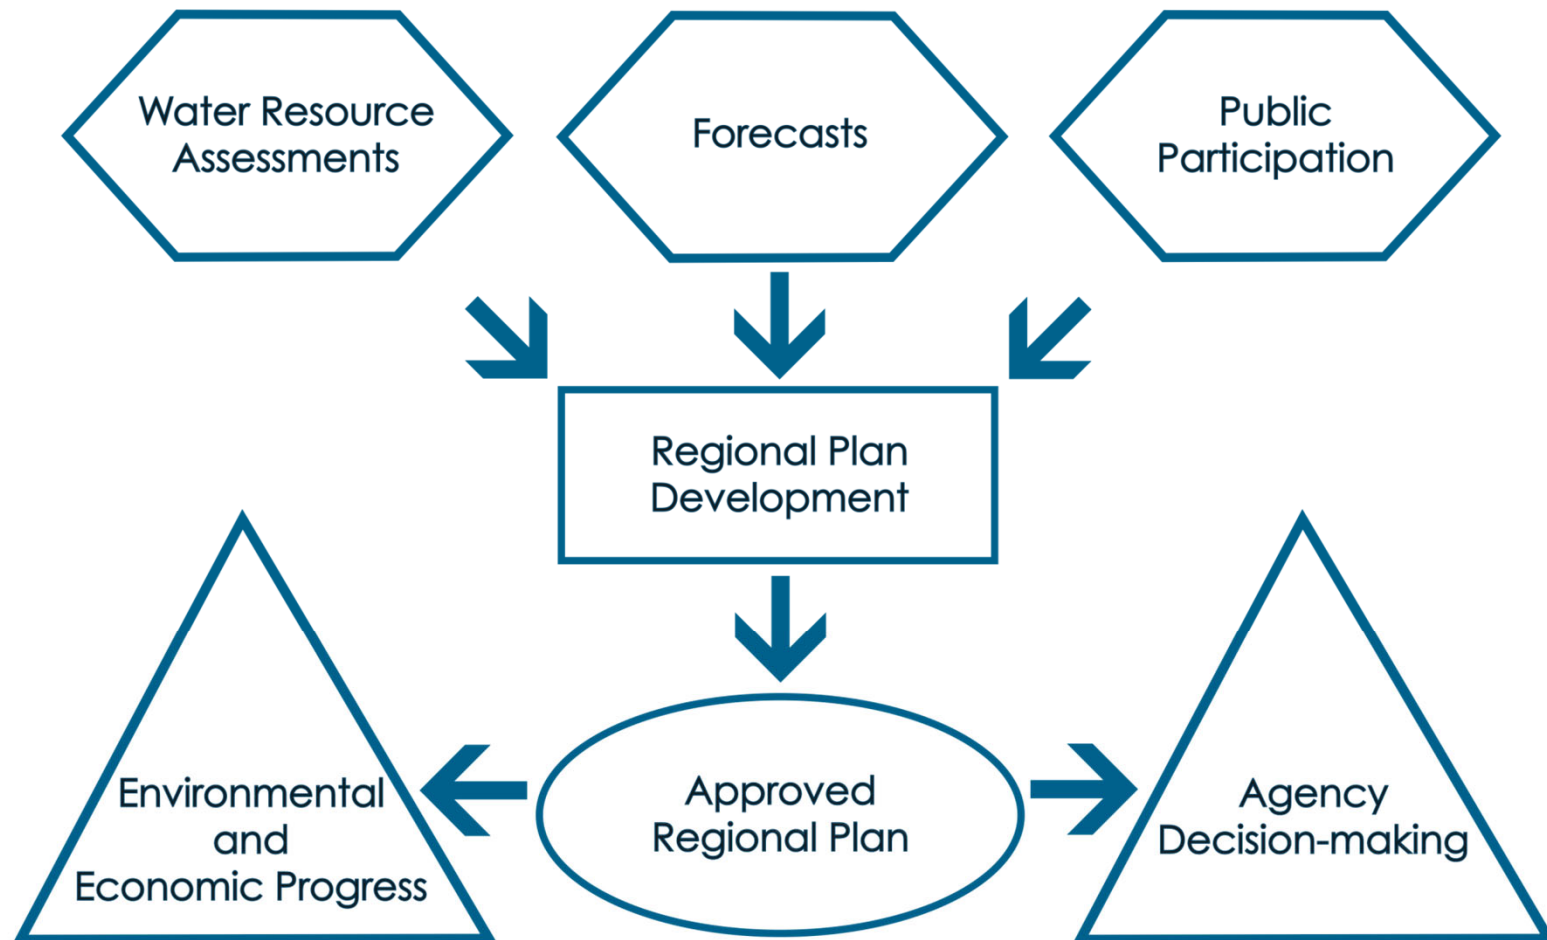 Water Resource
Assessments
Forecasts
Public
Participation
Regional Plan
Development
Environmental
and
Economic Progress
Approved
Regional Plan
Agency
Decision-making